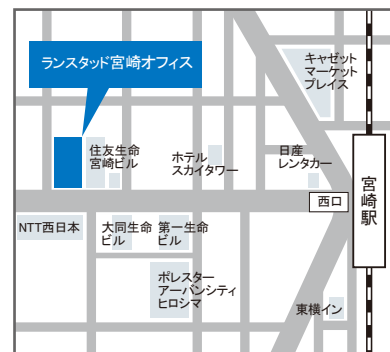 ランスタッド宮崎オフィス
キャゼット
マーケット
プレイス
住友生命
宮崎ビル
ホテル
スカイタワー
日産
レンタカー
宮崎駅
西口
NTT西日本
大同生命
ビル
第一生命
ビル
ポレスター
アーバンシティ
ヒロシマ
東横イン